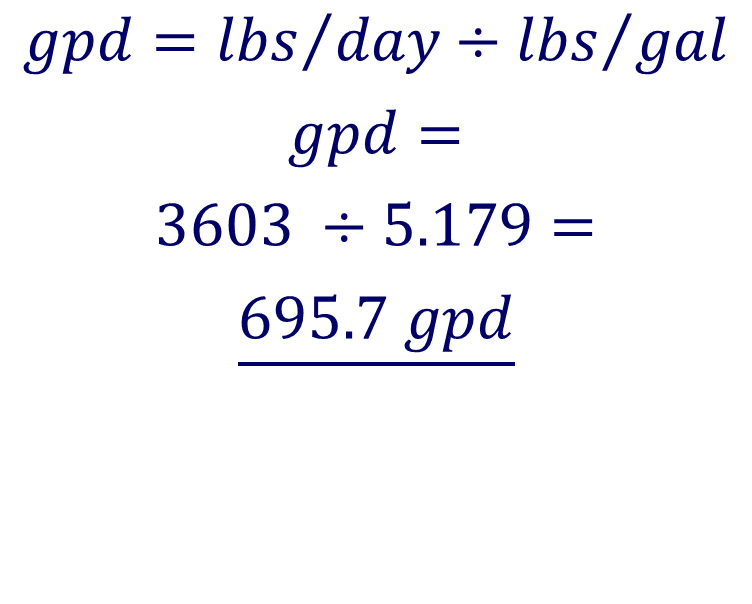 gpd = lbs/day ÷ lbs/gal
gpd =
3603 ÷ 5.179 =
695.7 gpd